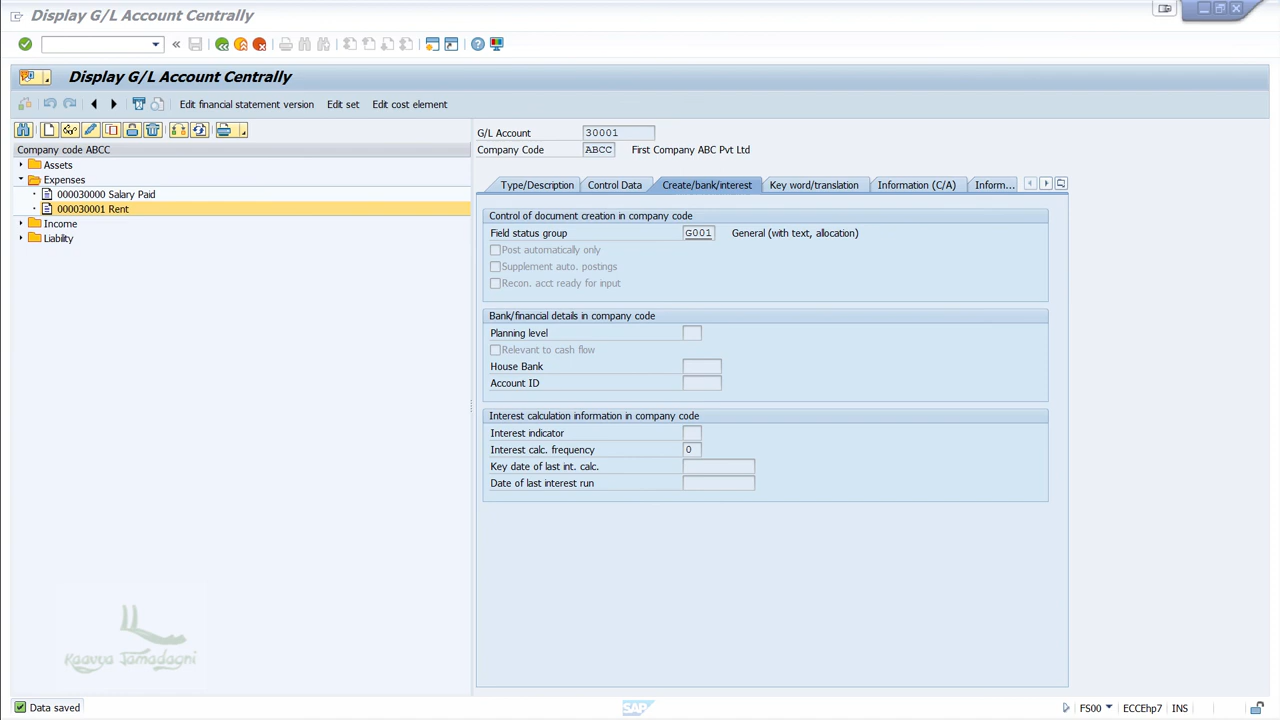 Display G/L Account Centrally
Display G/L Account Centrally
Edit financial statement version Edit set Edit cost element
Company code ABCC
Assets
Expenses
000030000 Salary Paid
000030001 Rent
Income
Liability
G/L Account 30001
Company Code ABCC First Company ABC Pvt Ltd
Type/Description Control Data Create/bank/interest Key word/translation Information (C/A) Inform...
Control of document creation in company code
Field status group G001 General (with text, allocation)
Post automatically only
Supplement auto. postings
Recon. acct ready for input
Bank/financial details in company code
Planning level
Relevant to cash flow
House Bank
Account ID
Interest calculation information in company code
Interest indicator
Interest calc. frequency 0
Key date of last int. calc.
Date of last interest run
Kaavya Jamadagni
Data saved
SAP
FS00 ECCEhp7 INS